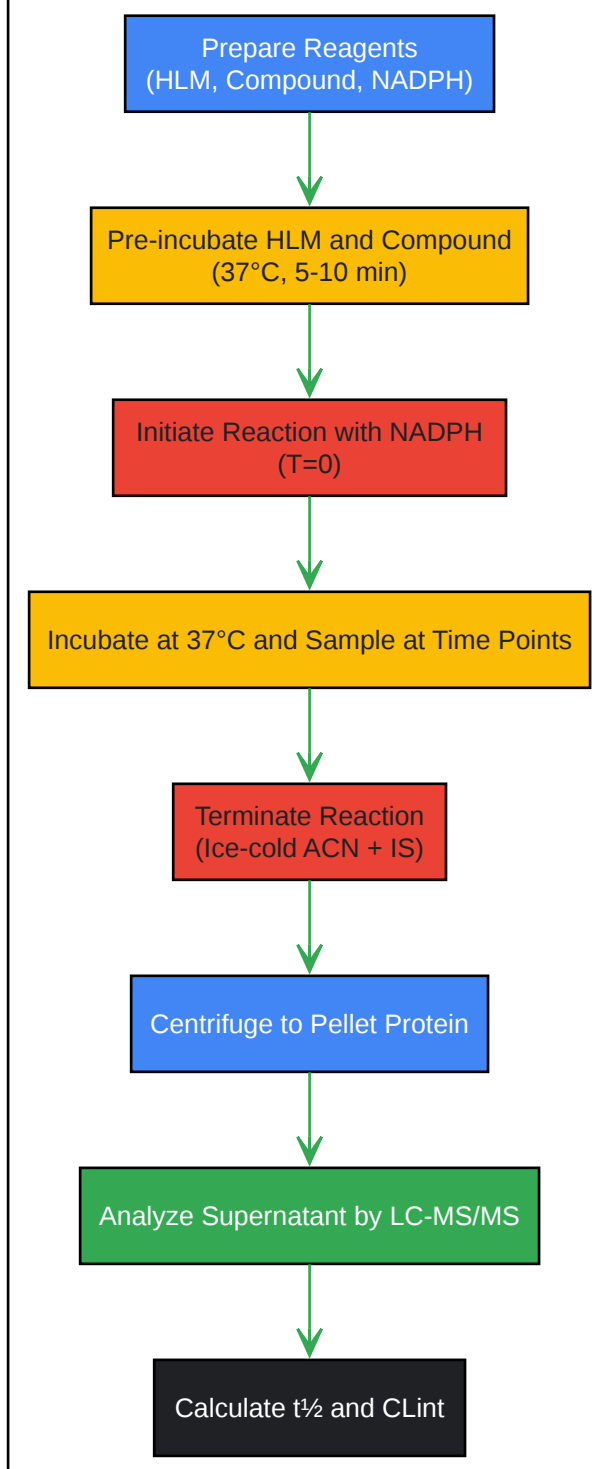 Prepare Reagents
(HLM, Compound, NADPH)
Pre-incubate HLM and Compound
(37°C, 5-10 min)
Initiate Reaction with NADPH
(T=0)
Incubate at 37°C and Sample at Time Points
Terminate Reaction
(Ice-cold ACN + IS)
Centrifuge to Pellet Protein
Analyze Supernatant by LC-MS/MS
Calculate t½ and CLint